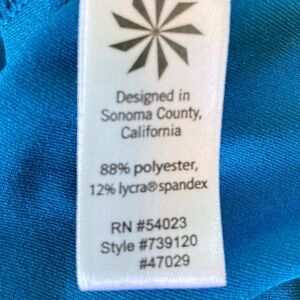 Designed in
Sonoma County,
California
88% polyester,
12% lycra®spandex
RN #54023
Style #739120
#47029